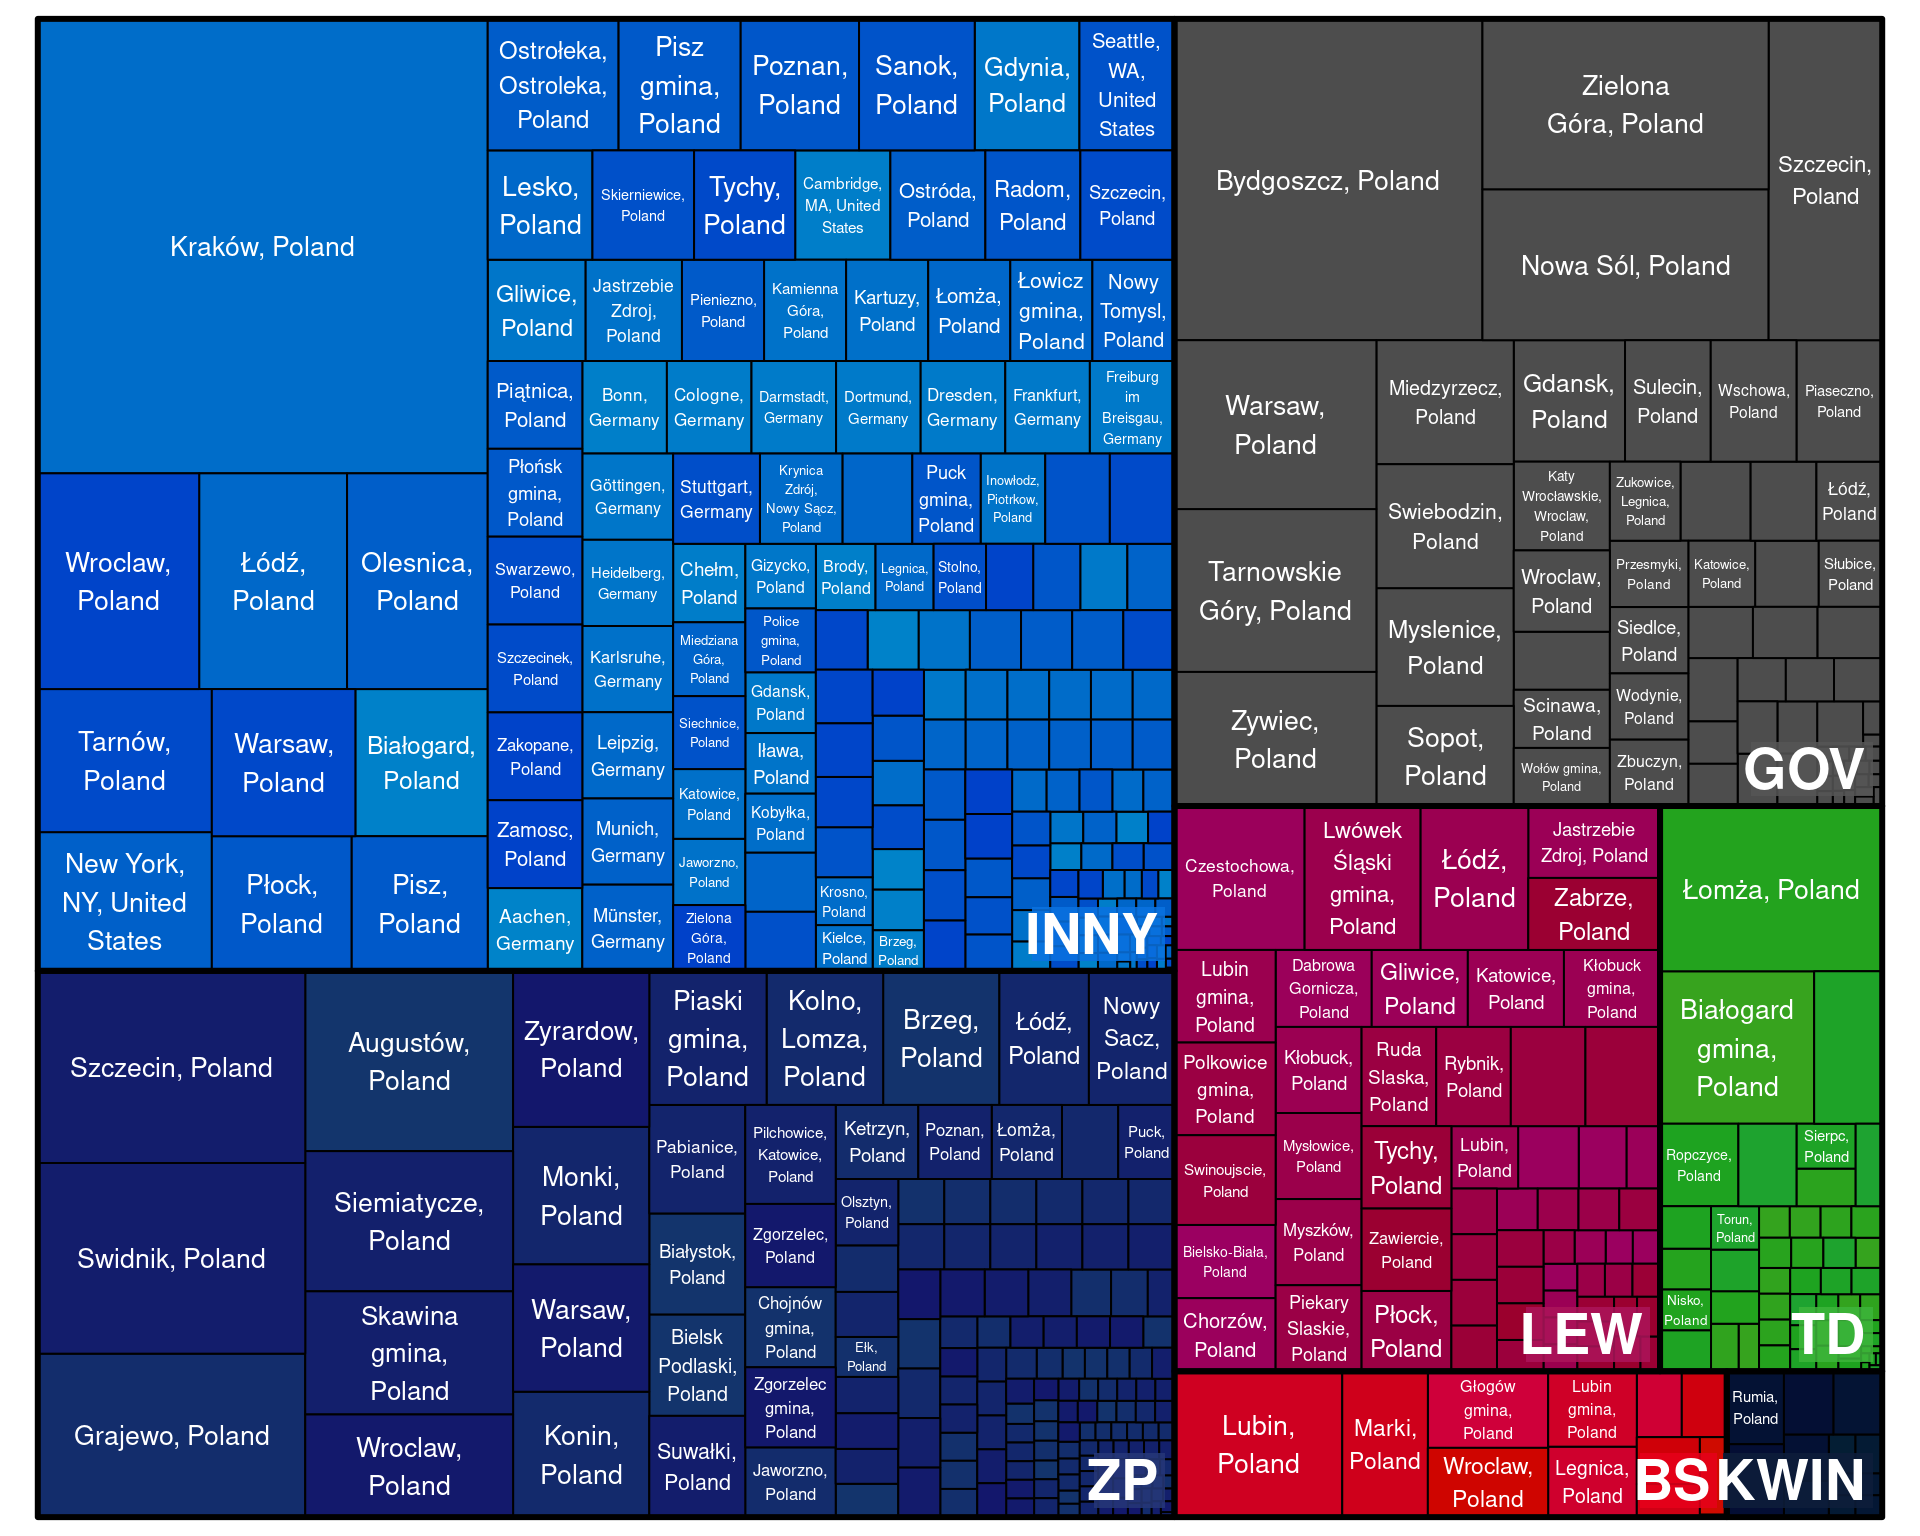 Kraków, Poland
Wroclaw,
Poland
Łódź,
Poland
Olesnica,
Poland
Tarnów,
Poland
Warsaw,
Poland
Białogard,
Poland
New York,
NY, United
States
Płock,
Poland
Pisz,
Poland
Ostrołeka,
Ostroleka,
Poland
Pisz
gmina,
Poland
Poznan,
Poland
Sanok,
Poland
Gdynia,
Poland
Seattle,
WA,
United
States
Lesko,
Poland
Skierniewice,
Poland
Tychy,
Poland
Cambridge,
MA, United
States
Ostróda,
Poland
Radom,
Poland
Szczecin,
Poland
Gliwice,
Poland
Jastrzebie
Zdroj,
Poland
Pieniezno,
Poland
Kamienna
Góra,
Poland
Kartuzy,
Poland
Łomża,
Poland
Łowicz
gmina,
Poland
Nowy
Tomysl,
Poland
Piątnica,
Poland
Płońsk
gmina,
Poland
Swarzewo,
Poland
Szczecinek,
Poland
Zakopane,
Poland
Zamosc,
Poland
Aachen,
Germany
Bonn,
Germany
Cologne,
Germany
Darmstadt,
Germany
Dortmund,
Germany
Dresden,
Germany
Frankfurt,
Germany
Freiburg
im
Breisgau,
Germany
Göttingen,
Germany
Heidelberg,
Germany
Karlsruhe,
Germany
Leipzig,
Germany
Munich,
Germany
Münster,
Germany
Stuttgart,
Germany
Krynica
Zdrój,
Nowy Sącz,
Poland
Puck
gmina,
Poland
Inowłodz,
Piotrkow,
Poland
Chełm,
Poland
Miedziana
Góra,
Poland
Siechnice,
Poland
Katowice,
Poland
Jaworzno,
Poland
Zielona
Góra,
Poland
Gizycko,
Poland
Police
gmina,
Poland
Gdansk,
Poland
Iława,
Poland
Kobyłka,
Poland
Brody,
Poland
Legnica,
Poland
Stolno,
Poland
Krosno,
Poland
Kielce,
Poland
Brzeg,
Poland
INNY
Bydgoszcz, Poland
Zielona
Góra, Poland
Nowa Sól, Poland
Szczecin,
Poland
Warsaw,
Poland
Tarnowskie
Góry, Poland
Zywiec,
Poland
Miedzyrzecz,
Poland
Swiebodzin,
Poland
Myslenice,
Poland
Sopot,
Poland
Gdansk,
Poland
Sulecin,
Poland
Wschowa,
Poland
Piaseczno,
Poland
Katy
Wrocławskie,
Wroclaw,
Poland
Wroclaw,
Poland
Scinawa,
Poland
Wołów gmina,
Poland
Zukowice,
Legnica,
Poland
Łódź,
Poland
Przesmyki,
Poland
Katowice,
Poland
Słubice,
Poland
Siedlce,
Poland
Wodynie,
Poland
Zbuczyn,
Poland
GOV
Szczecin, Poland
Swidnik, Poland
Grajewo, Poland
Augustów,
Poland
Siemiatycze,
Poland
Skawina
gmina,
Poland
Wroclaw,
Poland
Zyrardow,
Poland
Monki,
Poland
Warsaw,
Poland
Konin,
Poland
Piaski
gmina,
Poland
Kolno,
Lomza,
Poland
Brzeg,
Poland
Łódź,
Poland
Nowy
Sacz,
Poland
Pabianice,
Poland
Białystok,
Poland
Bielsk
Podlaski,
Poland
Suwałki,
Poland
Pilchowice,
Katowice,
Poland
Zgorzelec,
Poland
Chojnów
gmina,
Poland
Zgorzelec
gmina,
Poland
Jaworzno,
Poland
Ketrzyn,
Poland
Poznan,
Poland
Łomża,
Poland
Puck,
Poland
Olsztyn,
Poland
Ełk,
Poland
ZP
Czestochowa,
Poland
Lwówek
Śląski
gmina,
Poland
Łódź,
Poland
Jastrzebie
Zdroj, Poland
Zabrze,
Poland
Lubin
gmina,
Poland
Polkowice
gmina,
Poland
Swinoujscie,
Poland
Bielsko-Biała,
Poland
Chorzów,
Poland
Dabrowa
Gornicza,
Poland
Gliwice,
Poland
Katowice,
Poland
Kłobuck
gmina,
Poland
Kłobuck,
Poland
Mysłowice,
Poland
Myszków,
Poland
Piekary
Slaskie,
Poland
Ruda
Slaska,
Poland
Rybnik,
Poland
Tychy,
Poland
Zawiercie,
Poland
Płock,
Poland
Lubin,
Poland
LEW
Łomża, Poland
Białogard
gmina,
Poland
Ropczyce,
Poland
Sierpc,
Poland
Torun,
Poland
Nisko,
Poland
TD
Lubin,
Poland
Marki,
Poland
Głogów
gmina,
Poland
Wroclaw,
Poland
Lubin
gmina,
Poland
Legnica,
Poland
BS
Rumia,
Poland
KWIN